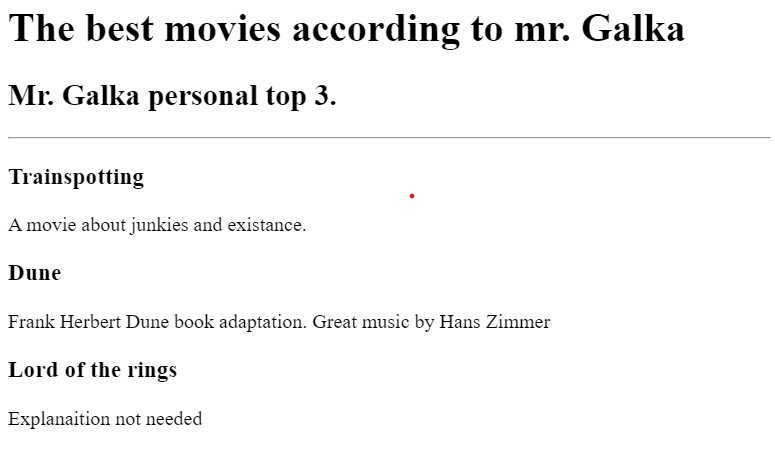 The best movies according to mr. Galka
Mr. Galka personal top 3.
Trainspotting
A movie about junkies and existance.
Dune
Frank Herbert Dune book adaptation. Great music by Hans Zimmer
Lord of the rings
Explanaition not needed